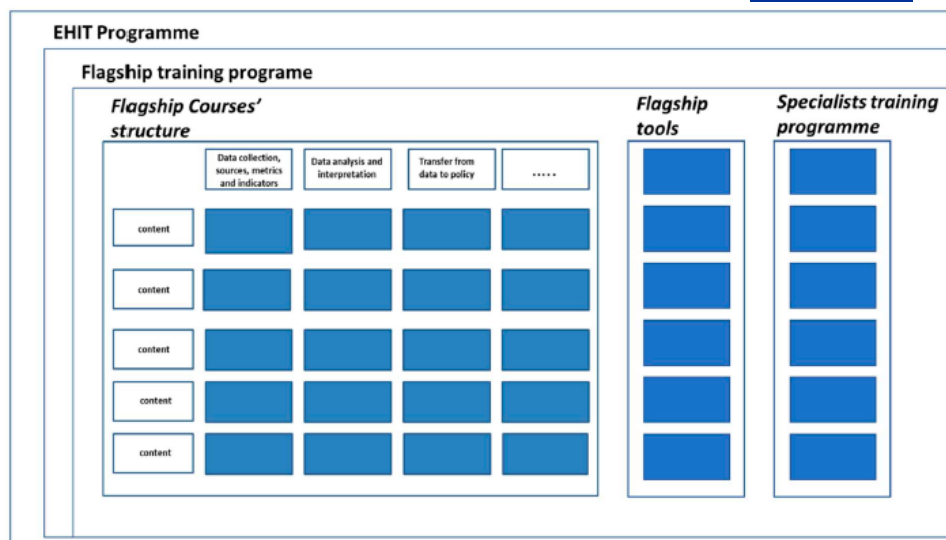 EHIT Programme
Flagship training programe
Flagship Courses'
structure
Flagship
tools
Specialists training
programme
Data collection,
sources, metrics
and indicators
Data analysis and
interpretation
Transfer from
data to policy
.....
content
content
content
content
content